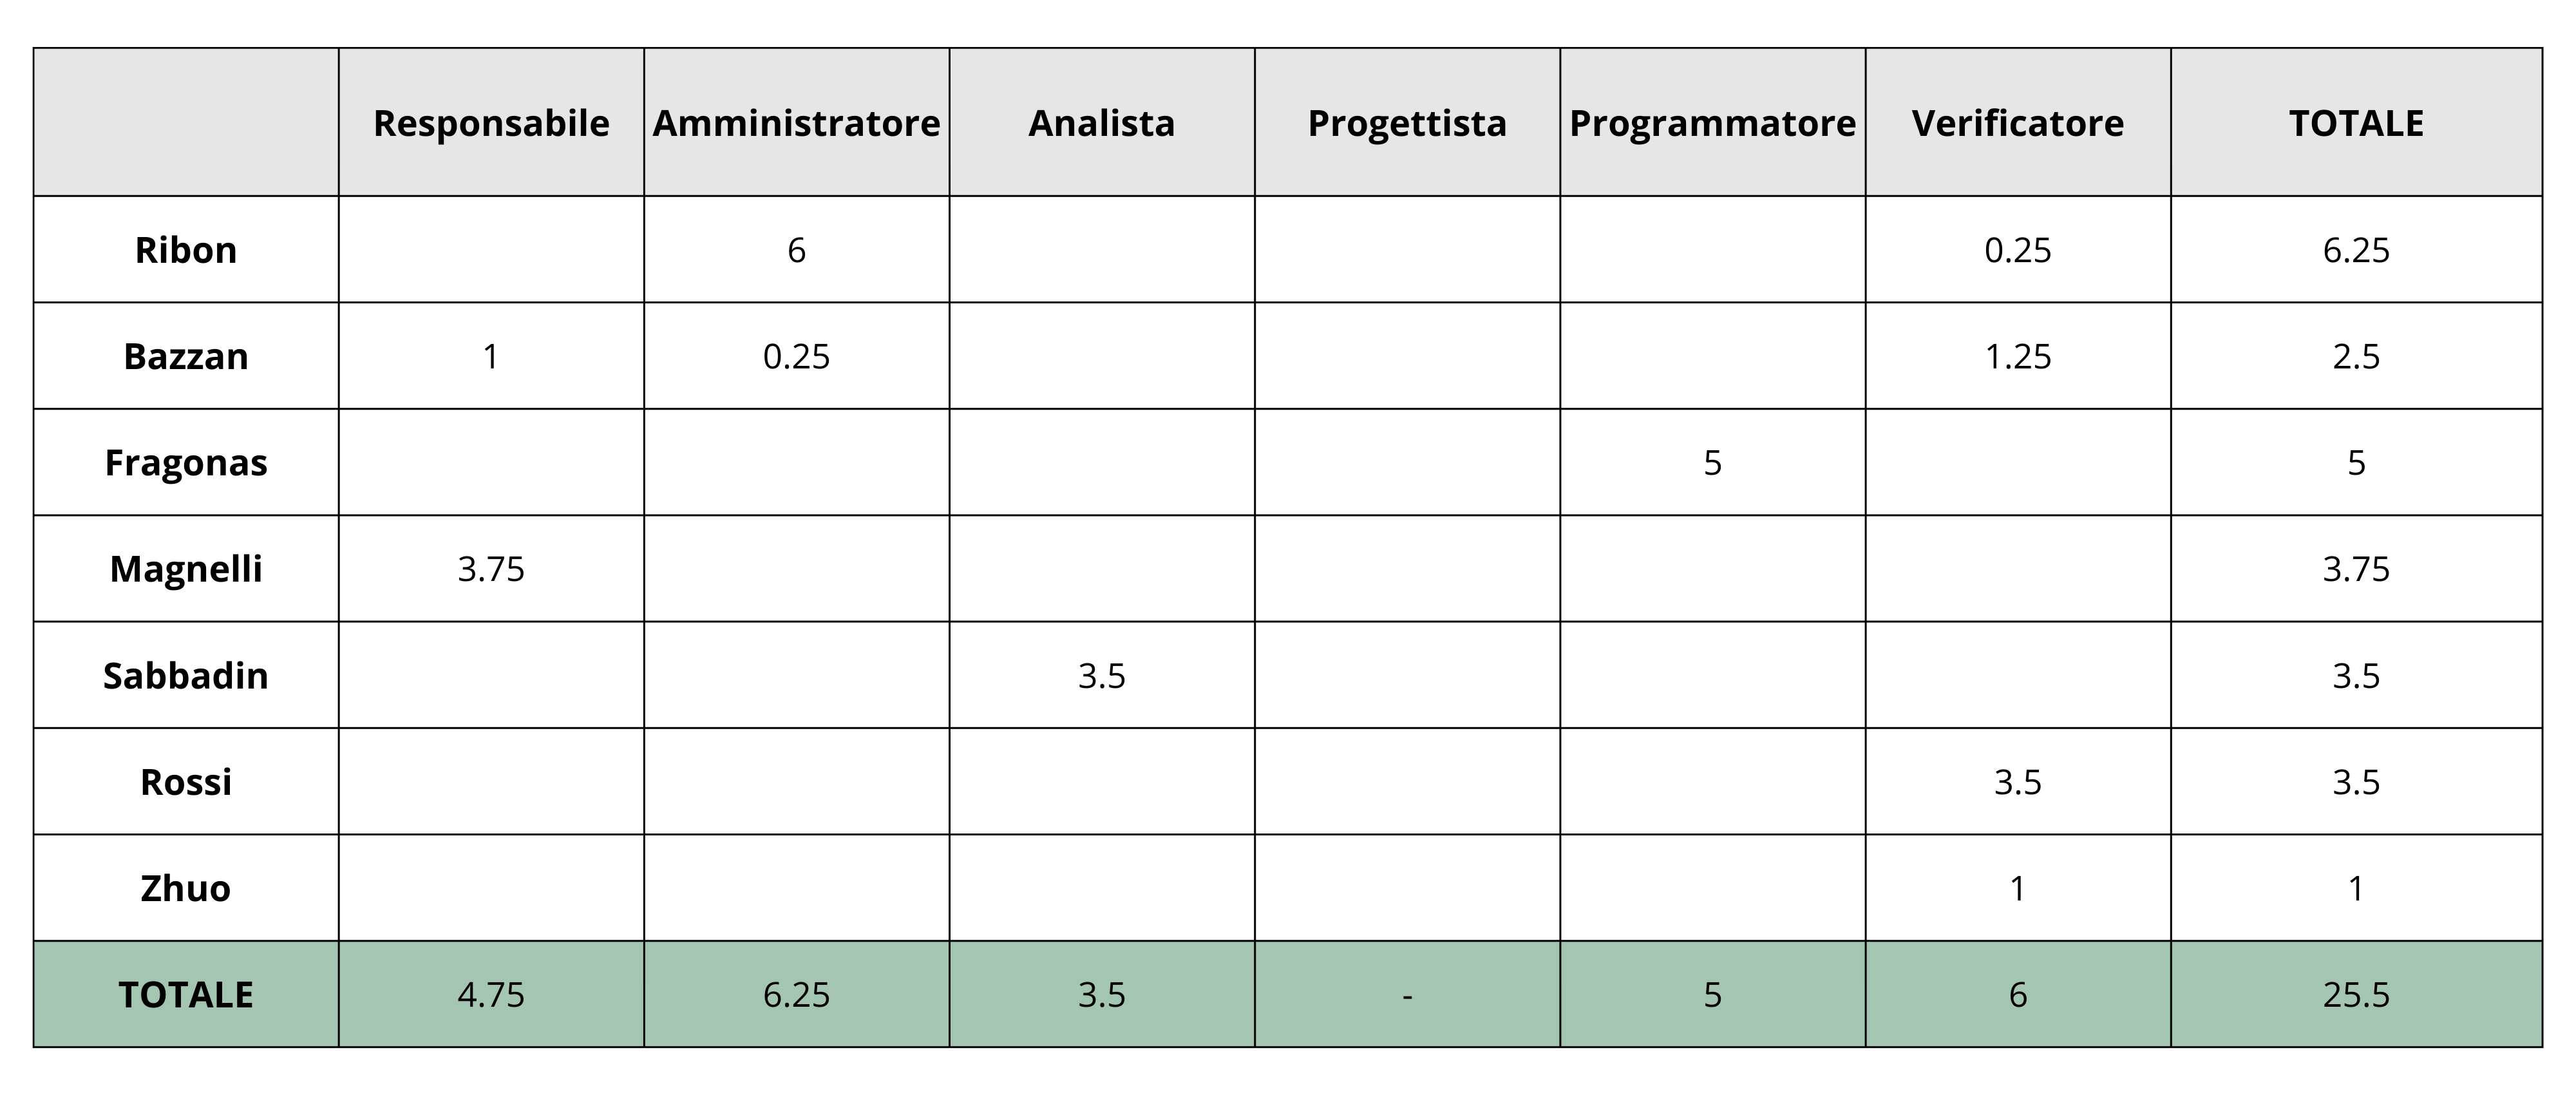 Responsabile Amministratore Analista Progettista Programmatore Verificatore TOTALE
Ribon 6 0.25 6.25
Bazzan 1 0.25 1.25 2.5
Fragonas 5 5
Magnelli 3.75 3.75
Sabbadin 3.5 3.5
Rossi 3.5 3.5
Zhuo 1 1
TOTALE 4.75 6.25 3.5 - 5 6 25.5